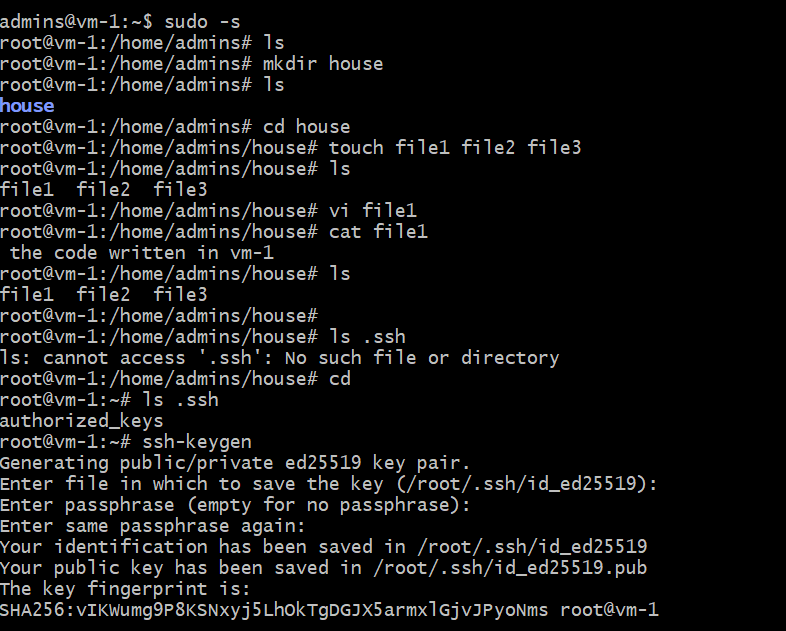 admins@vm-1:~$ sudo -s
root@vm-1:/home/admins# ls
root@vm-1:/home/admins# mkdir house
root@vm-1:/home/admins# ls
house
root@vm-1:/home/admins# cd house
root@vm-1:/home/admins/house# touch file1 file2 file3
root@vm-1:/home/admins/house# ls
file1  file2  file3
root@vm-1:/home/admins/house# vi file1
root@vm-1:/home/admins/house# cat file1
 the code written in vm-1
root@vm-1:/home/admins/house# ls
file1  file2  file3
root@vm-1:/home/admins/house#
root@vm-1:/home/admins/house# ls .ssh
ls: cannot access '.ssh': No such file or directory
root@vm-1:/home/admins/house# cd
root@vm-1:~# ls .ssh
authorized_keys
root@vm-1:~# ssh-keygen
Generating public/private ed25519 key pair.
Enter file in which to save the key (/root/.ssh/id_ed25519):
Enter passphrase (empty for no passphrase):
Enter same passphrase again:
Your identification has been saved in /root/.ssh/id_ed25519
Your public key has been saved in /root/.ssh/id_ed25519.pub
The key fingerprint is:
SHA256:vIKWumg9P8KSNxyj5LhOkTgDGJX5armxlGjvJPyoNms root@vm-1